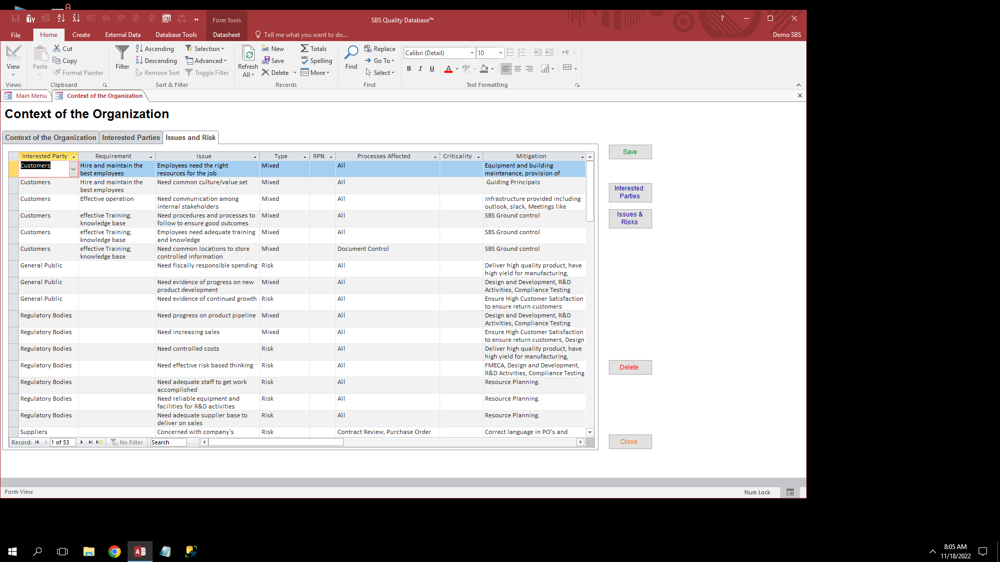 Form Tools
SBS Quality Database™
?
File
Home
Create
External Data
Database Tools
Datasheet
Tell me what you want to do...
Demo SBS
View
Views
Paste
Cut
Copy
Format Painter
Clipboard
Filter
Ascending
Descending
Remove Sort
Selection
Advanced
Toggle Filter
Sort & Filter
Refresh
All
New
Save
Delete
Totals
Spelling
More
Records
Find
Replace
Go To
Select
Find
Calibri (Detail)
10
B I U
Text Formatting
Main Menu
Context of the Organization
Context of the Organization
Context of the Organization
Interested Parties
Issues and Risk
Interested Party Requirement Issue Type RPN Processes Affected Criticality Mitigation
Customers Hire and maintain the Employees need the right Mixed All Equipment and building
best employees resources for the job maintenance, provision of
Customers Hire and maintain the Need common culture/value set Mixed All Guiding Principals
best employees
Customers Effective operation Need communication among Mixed All Infrastructure provided including
internal stakeholders outlook, slack, Meetings like
Customers effective Training; Need procedures and processes to Mixed All SBS Ground control
knowledge base follow to ensure good outcomes
Customers effective Training; Employees need adequate training Mixed All SBS Ground control
knowledge base and knowledge
Customers effective Training; Need common locations to store Mixed Document Control SBS Ground control
knowledge base controlled information
General Public Need fiscally responsible spending Risk All Deliver high quality product, have
high yield for manufacturing,
General Public Need evidence of progress on new Mixed All Design and Development, R&D
product development Activities, Compliance Testing
General Public Need evidence of continued growth Risk All Ensure High Customer Satisfaction
to ensure return customers
Regulatory Bodies Need progress on product pipeline Mixed All Design and Development, R&D
Activities, Compliance Testing
Regulatory Bodies Need increasing sales Mixed All Ensure High Customer Satisfaction
to ensure return customers, Design
Regulatory Bodies Need controlled costs Risk All Deliver high quality product, have
high yield for manufacturing,
Regulatory Bodies Need effective risk based thinking Risk All FMECA, Design and Development,
R&D Activities, Compliance Testing
Regulatory Bodies Need adequate staff to get work Risk All Resource Planning.
accomplished
Regulatory Bodies Need reliable equipment and Risk All Resource Planning.
facilities for R&D activities
Regulatory Bodies Need adequate supplier base to Risk All Resource Planning.
deliver on sales
Suppliers Concerned with company's Risk Contract Review, Purchase Order Correct language in PO's and
Record: 1 of 53 No Filter Search
Save
Interested
Parties
Issues &
Risks
Delete
Close
Form View
Num Lock
8:05 AM
11/18/2022